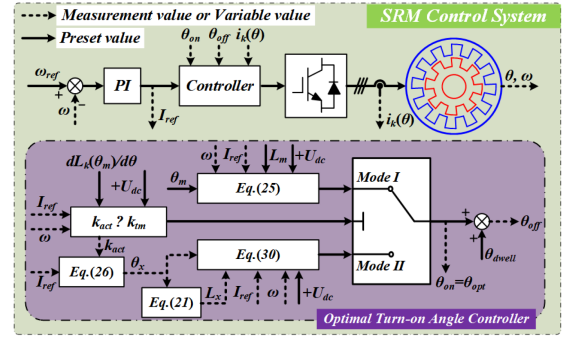 Measurement value or Variable value
Preset value
SRM Control System
θon θoff ik(θ)
ωref
+
−
ω
PI
Iref
Controller
θ, ω
ik(θ)
dLk(θm)/dθ
+Udc
Iref
ω
kact ? ktm
kact
Iref
Eq.(26)
θx
Eq.(21)
Lx
θm
ω
Iref
Lm
+Udc
Eq.(25)
Eq.(30)
Iref
ω
+Udc
Mode I
Mode II
+
+
θoff
θdwell
θon=θopt
Optimal Turn-on Angle Controller